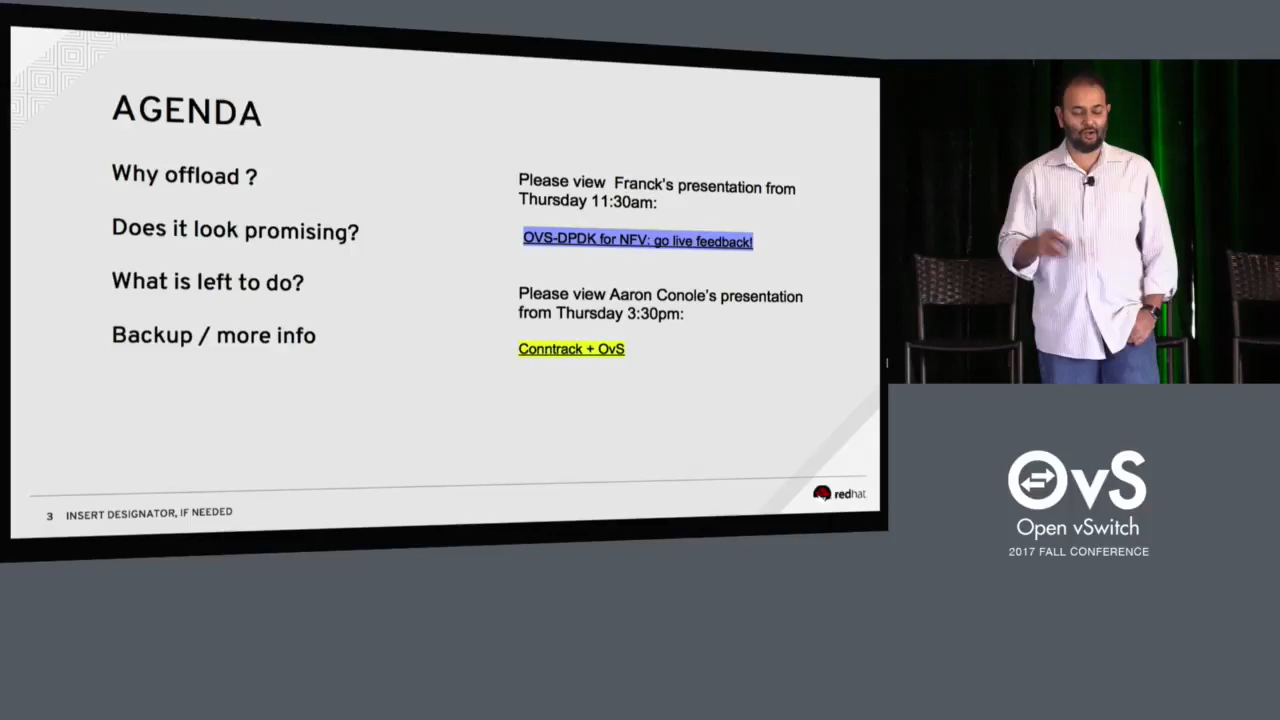 AGENDA
Why offload ?
Does it look promising?
What is left to do?
Backup / more info
Please view Franck's presentation from
Thursday 11:30am:
OVS-DPDK for NFV: go live feedback!
Please view Aaron Conole's presentation
from Thursday 3:30pm:
Conntrack + OvS
3 INSERT DESIGNATOR, IF NEEDED
redhat
OvS
Open vSwitch
2017 FALL CONFERENCE